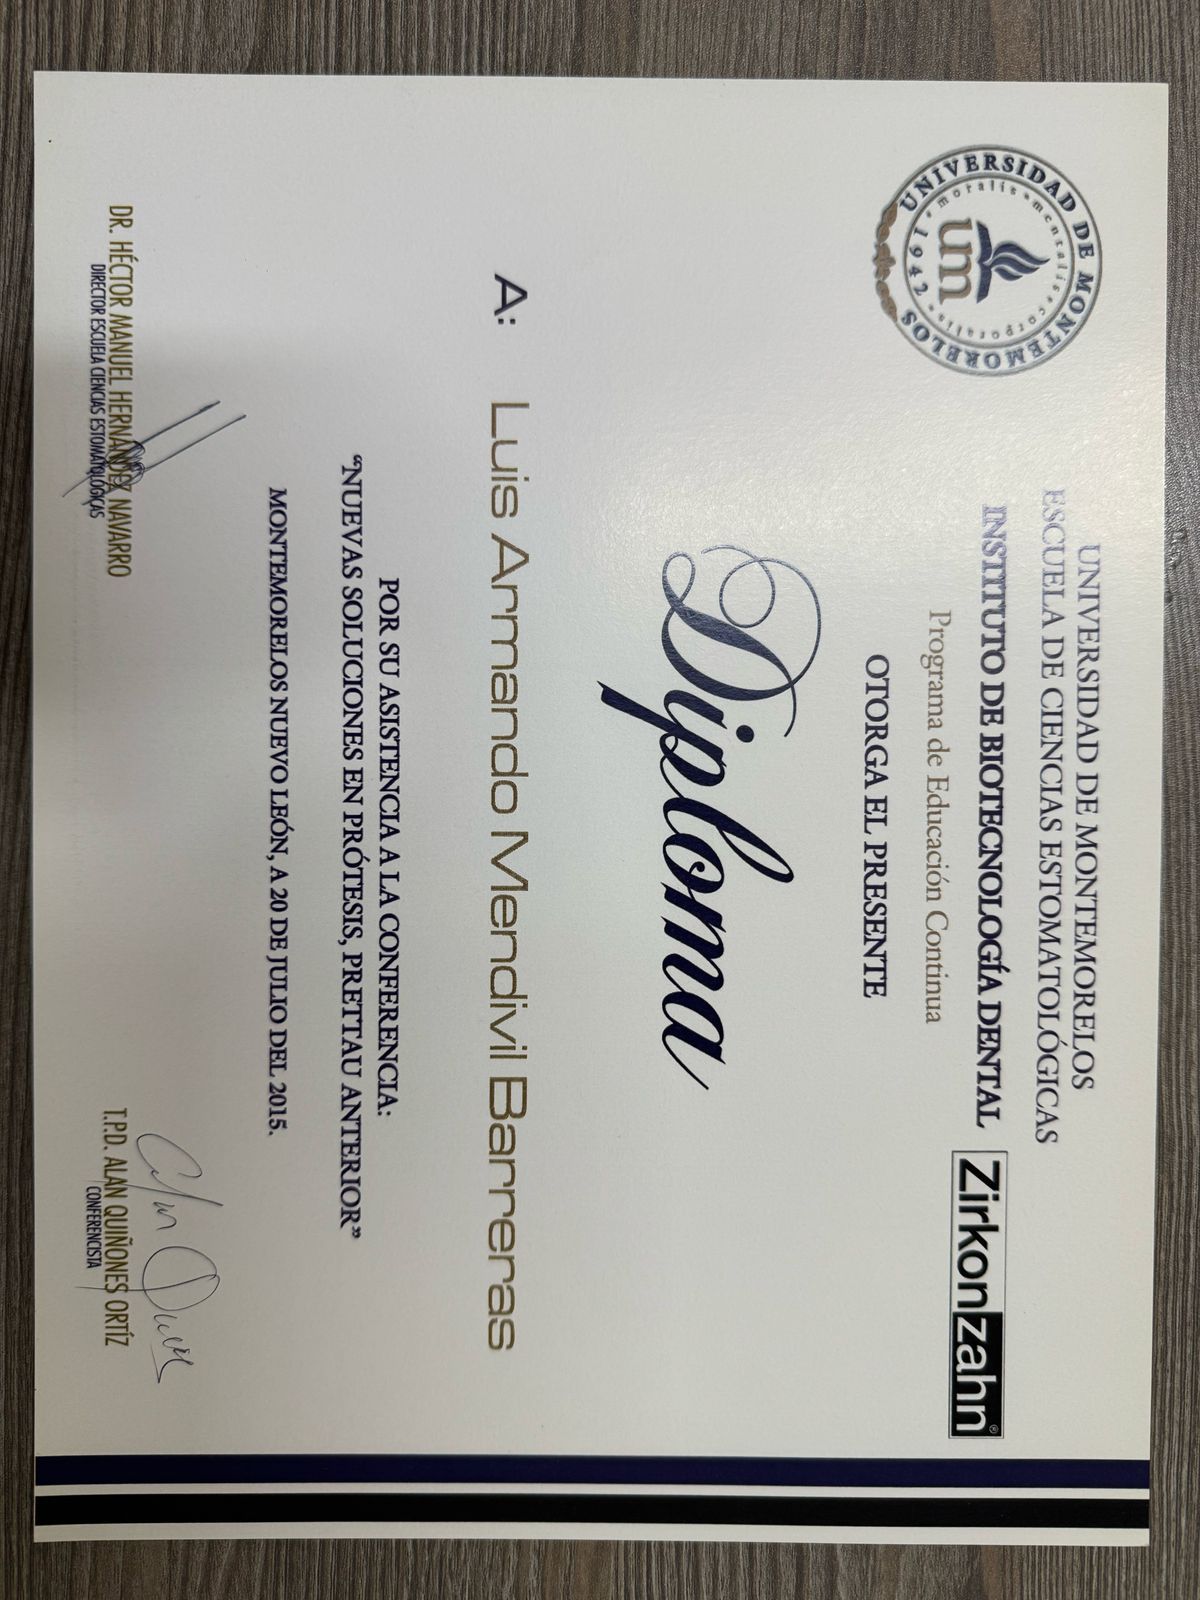 UNIVERSIDAD DE MONTEMORELOS
moralis • mentalis • corporalis
• 1942 •
um
UNIVERSIDAD DE MONTEMORELOS
ESCUELA DE CIENCIAS ESTOMATOLÓGICAS
INSTITUTO DE BIOTECNOLOGÍA DENTAL
Programa de Educación Continua
Zirkonzahn®
OTORGA EL PRESENTE
Diploma
A: Luis Armando Mendivil Barreras
POR SU ASISTENCIA A LA CONFERENCIA:
“NUEVAS SOLUCIONES EN PRÓTESIS, PRETTAU ANTERIOR”
MONTEMORELOS NUEVO LEÓN, A 20 DE JULIO DEL 2015.
DR. HÉCTOR MANUEL HERNÁNDEZ NAVARRO
DIRECTOR ESCUELA CIENCIAS ESTOMATOLÓGICAS
T.P.D. ALAN QUIÑONES ORTÍZ
CONFERENCISTA